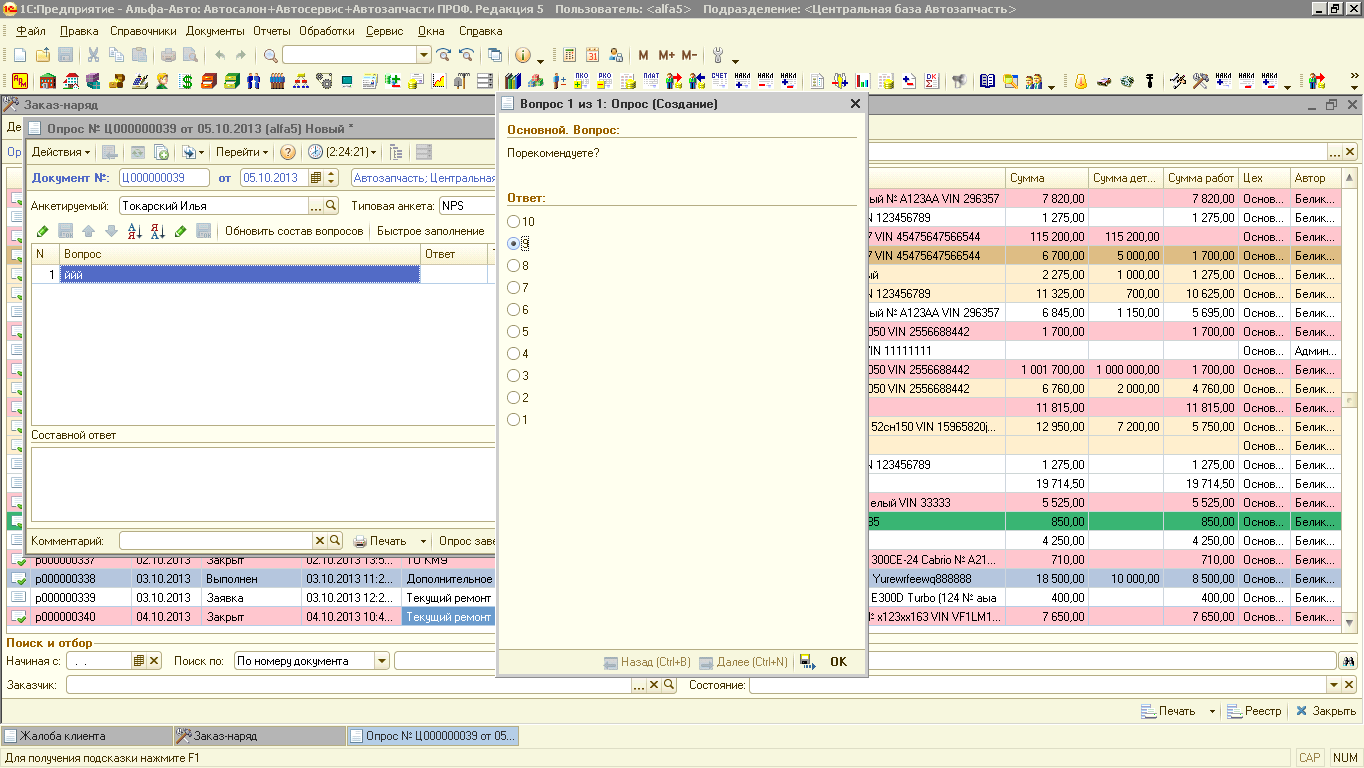 1С:Предприятие - Альфа-Авто: Автосалон+Автосервис+Автозапчасти ПРОФ. Редакция 5 Пользователь: <alfa5> Подразделение: <Центральная база Автозапчасть>
Файл Правка Справочники Документы Отчеты Обработки Сервис Окна Справка
M M+ M-
Заказ-наряд
Опрос № Ц000000039 от 05.10.2013 (alfa5) Новый *
Действия Перейти (2:24:21)
Документ №: Ц000000039 от 05.10.2013 Автозапчасть; Центральна
Анкетируемый: Токарский Илья ... Типовая анкета: NPS
Обновить состав вопросов Быстрое заполнение
N Вопрос Ответ
1 ййй
Составной ответ
Комментарий: Печать Опрос заве
Вопрос 1 из 1: Опрос (Создание)
Основной. Вопрос:
Порекомендуете?
Ответ:
10
9
8
7
6
5
4
3
2
1
Назад (Ctrl+B) Далее (Ctrl+N) OK
Сумма Сумма дет... Сумма работ Цех Автор
ый № А123АА VIN 296357 7 820,00 7 820,00 Основ... Белик...
N 123456789 1 275,00 1 275,00 Основ... Белик...
7 VIN 45475647566544 115 200,00 115 200,00 Основ... Белик...
7 VIN 45475647566544 6 700,00 5 000,00 1 700,00 Основ... Белик...
ый 2 275,00 1 000,00 1 275,00 Основ... Белик...
N 123456789 11 325,00 700,00 10 625,00 Основ... Белик...
ый № А123АА VIN 296357 6 845,00 1 150,00 5 695,00 Основ... Белик...
050 VIN 2556688442 1 700,00 1 700,00 Основ... Белик...
VIN 11111111 Основ... Админ...
050 VIN 2556688442 1 001 700,00 1 000 000,00 1 700,00 Основ... Белик...
050 VIN 2556688442 6 760,00 2 000,00 4 760,00 Основ... Белик...
11 815,00 11 815,00 Основ... Белик...
52сн150 VIN 15965820j... 12 950,00 7 200,00 5 750,00 Основ... Белик...
Основ... Белик...
N 123456789 1 275,00 1 275,00 Основ... Белик...
19 714,50 19 714,50 Основ... Белик...
елый VIN 33333 5 525,00 5 525,00 Основ... Белик...
85 850,00 850,00 Основ... Белик...
4 250,00 4 250,00 Основ... Белик...
р000000337 02.10.2013 Закрыт 02.10.2013 13:5... ТО КМ9 300CE-24 Cabrio № А21... 710,00 710,00 Основ... Белик...
р000000338 03.10.2013 Выполнен 03.10.2013 11:2... Дополнительное Yurewrfeewq888888 18 500,00 10 000,00 8 500,00 Основ... Белик...
р000000339 03.10.2013 Заявка 03.10.2013 12:2... Текущий ремонт E300D Turbo (124 № аыа 400,00 400,00 Основ... Белик...
р000000340 04.10.2013 Закрыт 04.10.2013 10:4... Текущий ремонт № х123хх163 VIN VF1LM1... 7 650,00 7 650,00 Основ... Белик...
Поиск и отбор
Начиная с: . . Поиск по: По номеру документа
Заказчик: ... Состояние:
Печать Реестр Закрыть
Жалоба клиента Заказ-наряд Опрос № Ц000000039 от 05...
Для получения подсказки нажмите F1 CAP NUM